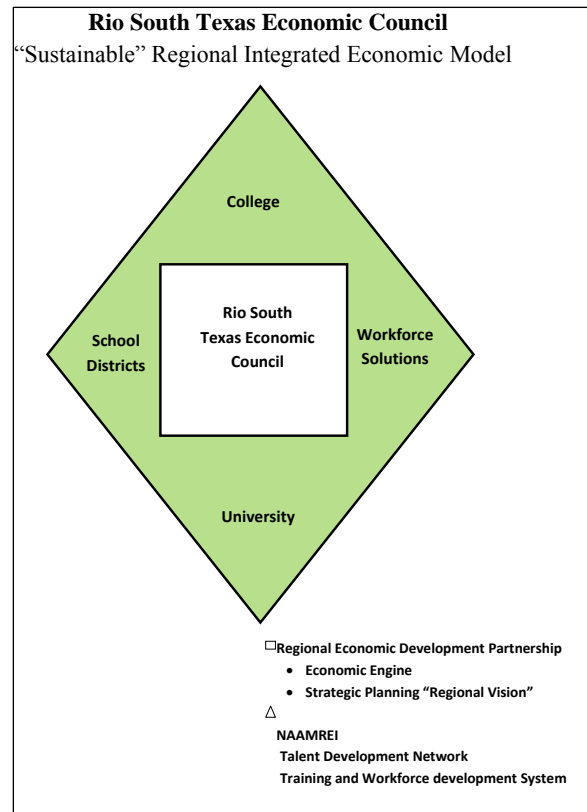 Rio South Texas Economic Council
“Sustainable” Regional Integrated Economic Model
College
Rio South
Texas Economic
Council
School
Districts
Workforce
Solutions
University
Regional Economic Development Partnership
• Economic Engine
• Strategic Planning “Regional Vision”
NAAMREI
Talent Development Network
Training and Workforce development System